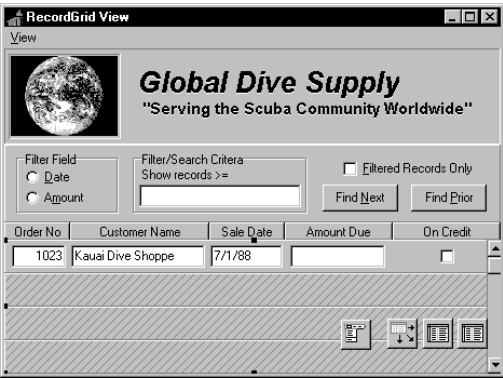 RecordGrid View
View
Global Dive Supply
"Serving the Scuba Community Worldwide"
Filter Field
Date
Amount
Filter/Search Critera
Show records >=
Filtered Records Only
Find Next
Find Prior
Order No Customer Name Sale Date Amount Due On Credit
1023 Kauai Dive Shoppe 7/1/88